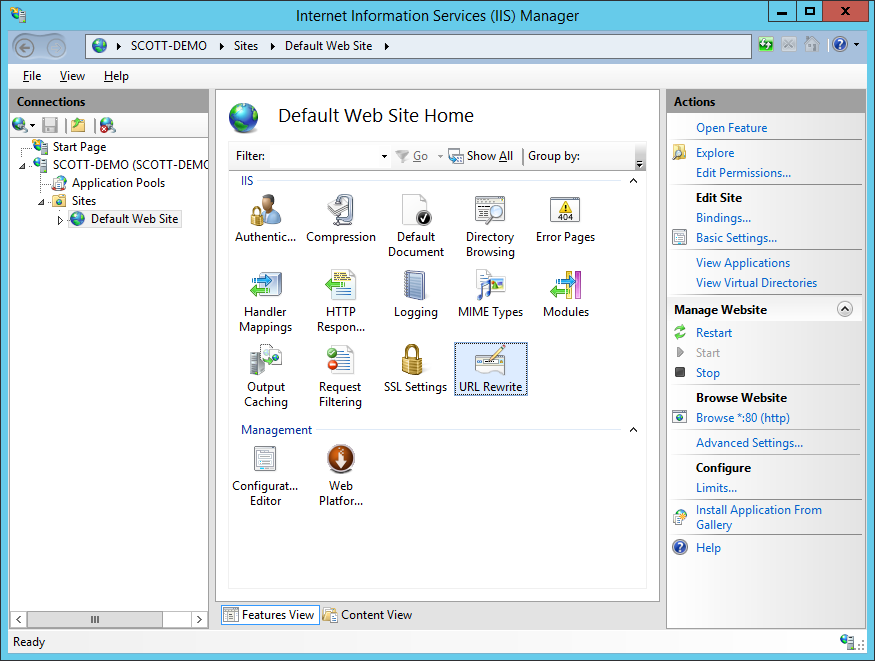 Internet Information Services (IIS) Manager
SCOTT-DEMO Sites Default Web Site
File View Help
Connections
Start Page
SCOTT-DEMO (SCOTT-DEMO
Application Pools
Sites
Default Web Site
Default Web Site Home
Filter: Go Show All Group by:
IIS
Authentic... Compression Default Document Directory Browsing Error Pages
404
Handler Mappings HTTP Respon... Logging MIME Types Modules
Output Caching Request Filtering SSL Settings URL Rewrite
Management
Configurat... Editor Web Platfor...
Features View Content View
Actions
Open Feature
Explore
Edit Permissions...
Edit Site
Bindings...
Basic Settings...
View Applications
View Virtual Directories
Manage Website
Restart
Start
Stop
Browse Website
Browse *:80 (http)
Advanced Settings...
Configure
Limits...
Install Application From
Gallery
Help
Ready